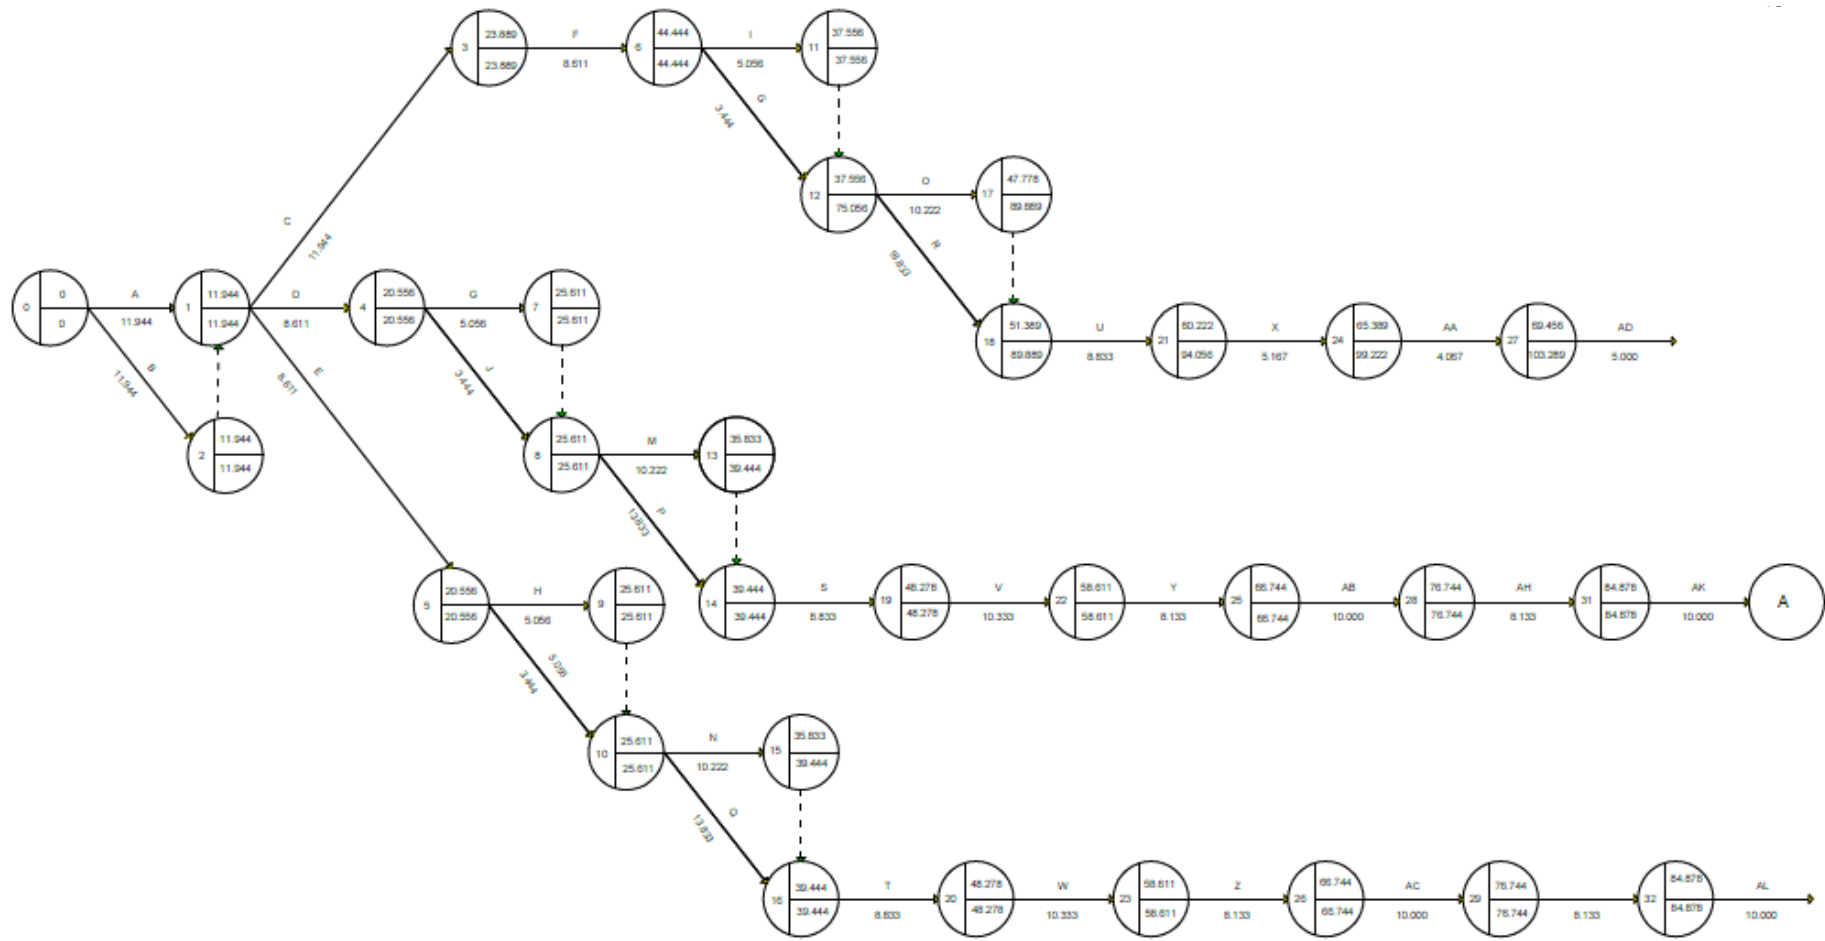 3 23.889 23.889
F
8.611
6 44.444 44.444
I
5.056
11 37.556 37.556
G
3.444
12 37.556 75.056
O
10.222
17 47.778 89.889
R
C
11.944
0 0 0
A
11.944
1 11.944 11.944
D
8.611
4 20.556 20.556
G
5.056
7 25.611 25.611
18 51.389 89.889
U
8.833
21 60.222 94.056
X
5.167
24 65.389 99.222
AA
4.067
27 69.456 103.289
AD
5.000
B
11.944
E
8.611
J
3.444
2 11.944 11.944
8 25.611 25.611
M
10.222
13 35.833 39.444
P
13.833
5 20.556 20.556
H
5.056
9 25.611 25.611
14 39.444 39.444
S
8.833
19 48.278 48.278
V
10.333
22 58.611 58.611
Y
8.133
25 66.744 66.744
AB
10.000
28 76.744 76.744
AH
8.133
31 84.878 84.878
AK
10.000
A
5.056
3.444
10 25.611 25.611
N
10.222
15 35.833 39.444
Q
13.833
16 39.444 39.444
T
8.833
20 48.278 48.278
W
10.333
23 58.611 58.611
Z
8.133
26 66.744 66.744
AC
10.000
29 76.744 76.744
8.133
32 84.878 84.878
AL
10.000